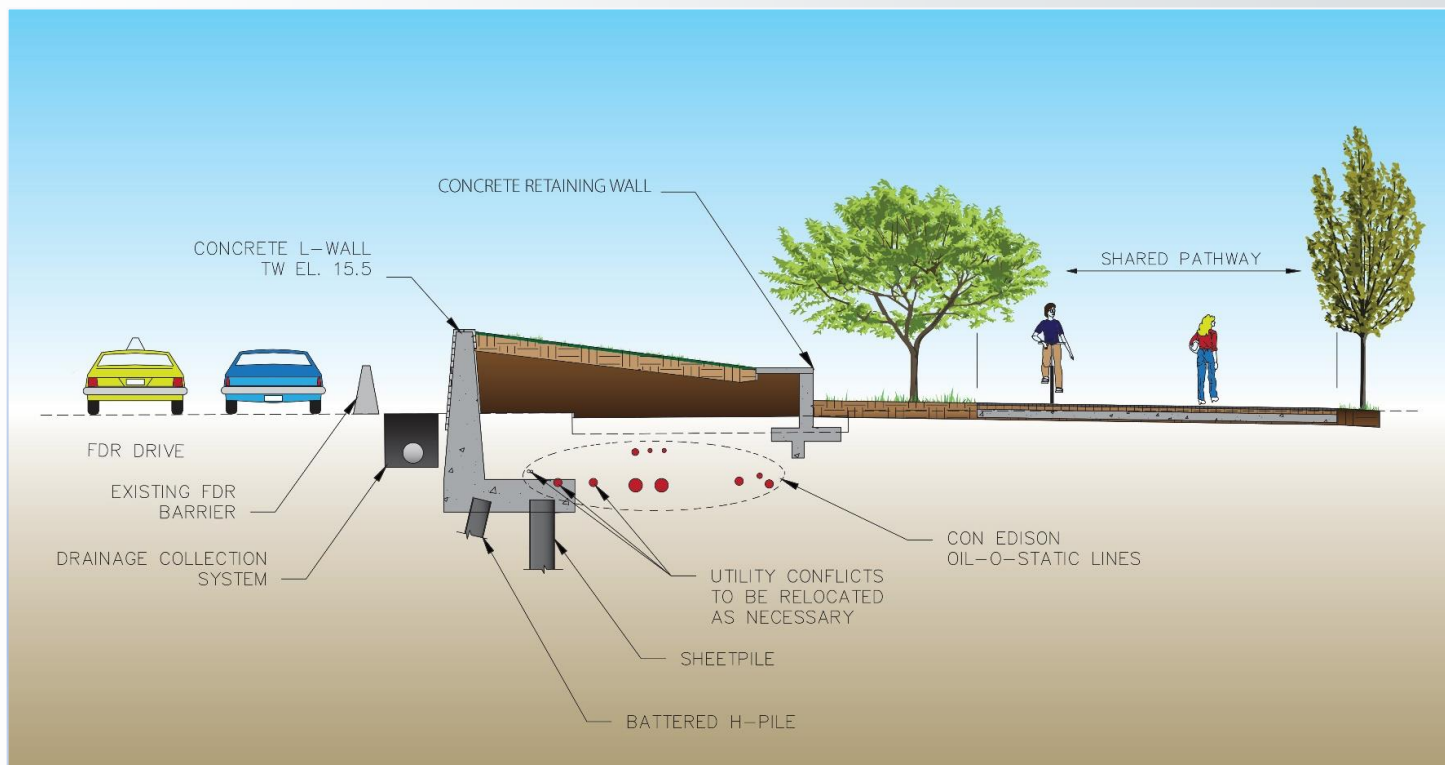 CONCRETE RETAINING WALL
CONCRETE L-WALL
TW EL. 15.5
SHARED PATHWAY
FDR DRIVE
EXISTING FDR
BARRIER
DRAINAGE COLLECTION
SYSTEM
CON EDISON
OIL-O-STATIC LINES
UTILITY CONFLICTS
TO BE RELOCATED
AS NECESSARY
SHEETPILE
BATTERED H-PILE